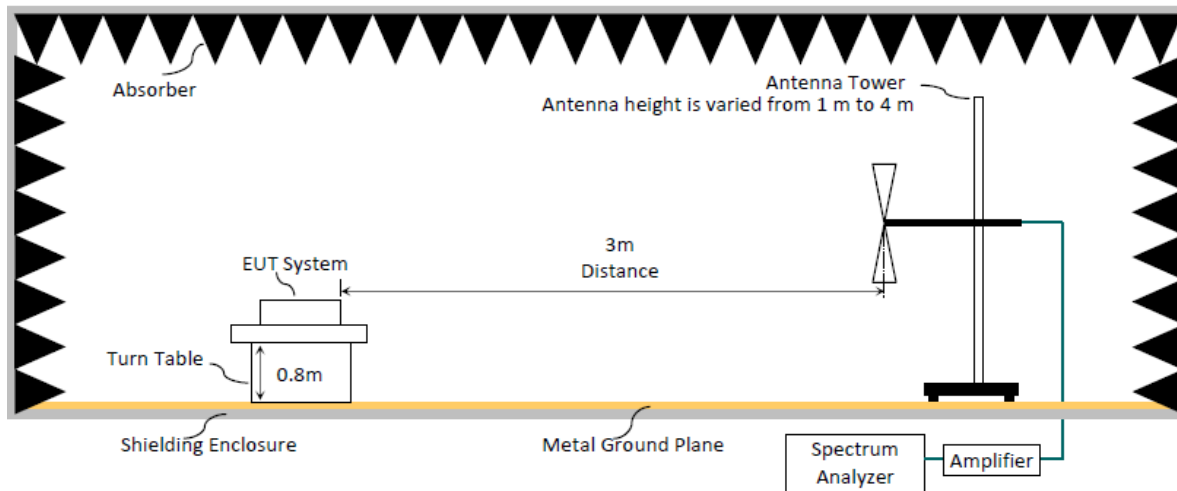 Absorber
Antenna Tower
Antenna height is varied from 1 m to 4 m
3m
Distance
EUT System
Turn Table
0.8m
Shielding Enclosure
Metal Ground Plane
Spectrum
Analyzer
Amplifier